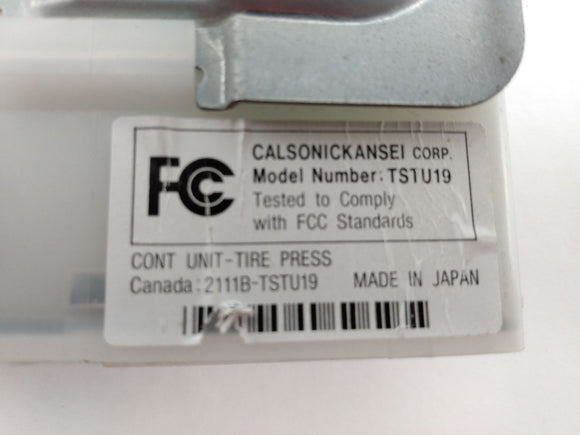 FC
CALSONICKANSEI CORP.
Model Number: TSTU19
Tested to Comply
with FCC Standards
CONT UNIT-TIRE PRESS
Canada: 2111B-TSTU19 MADE IN JAPAN